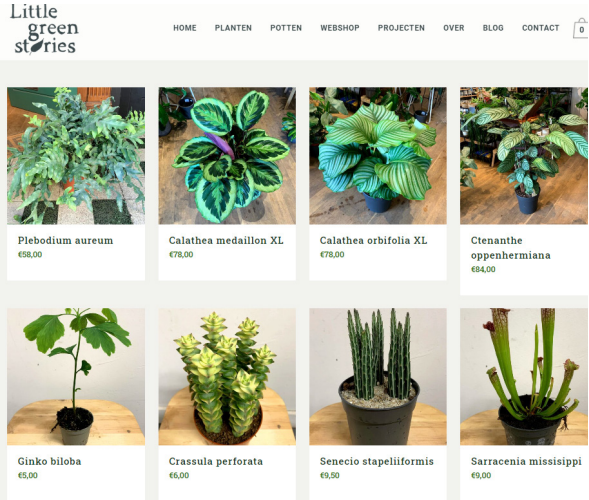 Little
green
stories
HOME PLANTEN POTTEN WEBSHOP PROJECTEN OVER BLOG CONTACT 0
Plebodium aureum
€58,00
Calathea medaillon XL
€78,00
Calathea orbifolia XL
€78,00
Ctenanthe
oppenhermiana
€84,00
Ginko biloba
€5,00
Crassula perforata
€6,00
Senecio stapeliiformis
€9,50
Sarracenia missisippi
€9,00